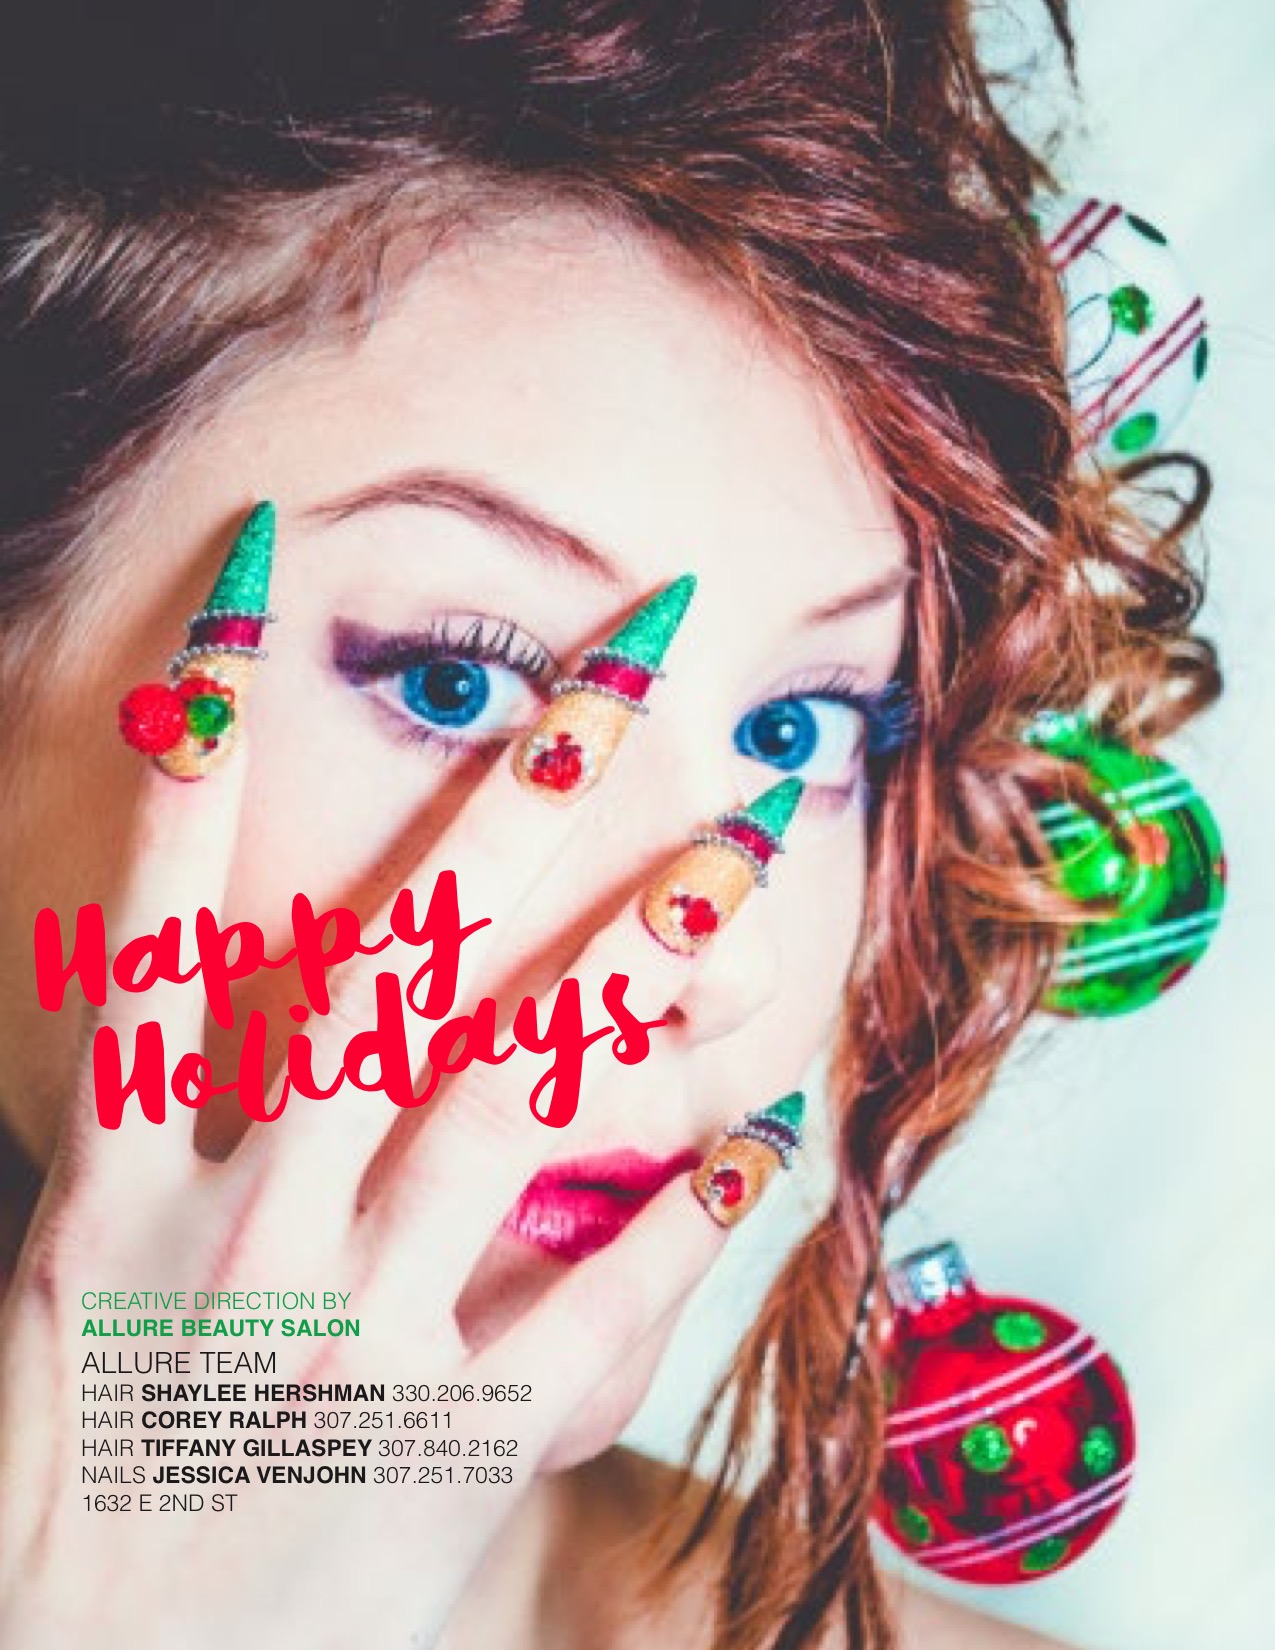 Happy
Holidays
CREATIVE DIRECTION BY
ALLURE BEAUTY SALON
ALLURE TEAM
HAIR SHAYLEE HERSHMAN 330.206.9652
HAIR COREY RALPH 307.251.6611
HAIR TIFFANY GILLASPEY 307.840.2162
NAILS JESSICA VENJOHN 307.251.7033
1632 E 2ND ST